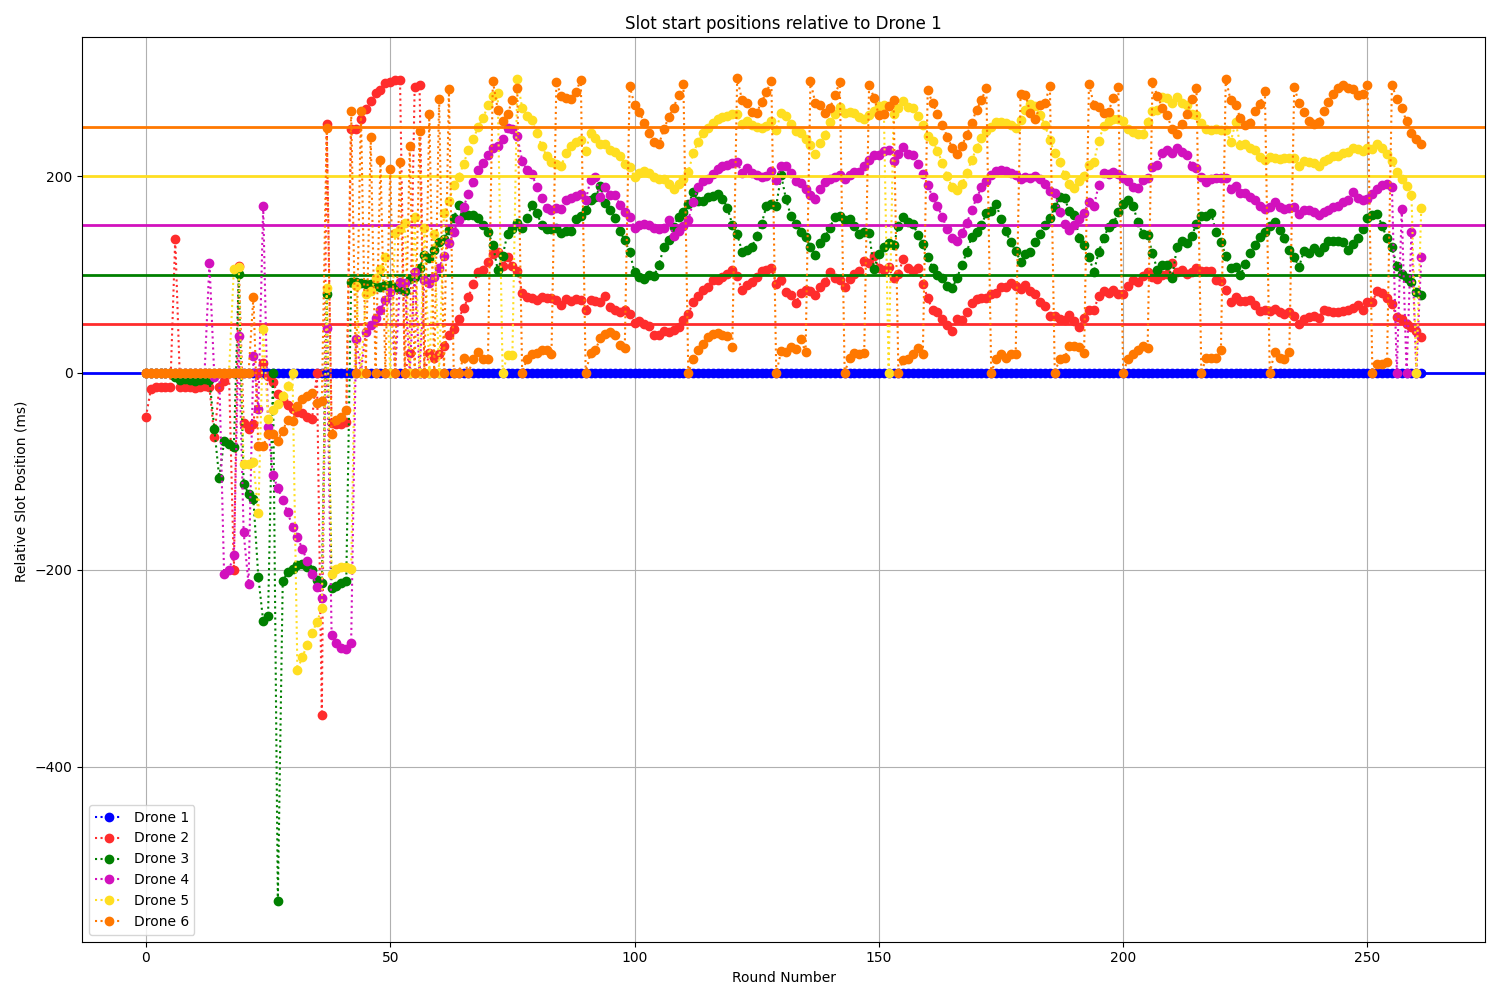 Slot start positions relative to Drone 1
Relative Slot Position (ms)
200
0
−200
−400
0
50
100
150
200
250
Round Number
Drone 1
Drone 2
Drone 3
Drone 4
Drone 5
Drone 6